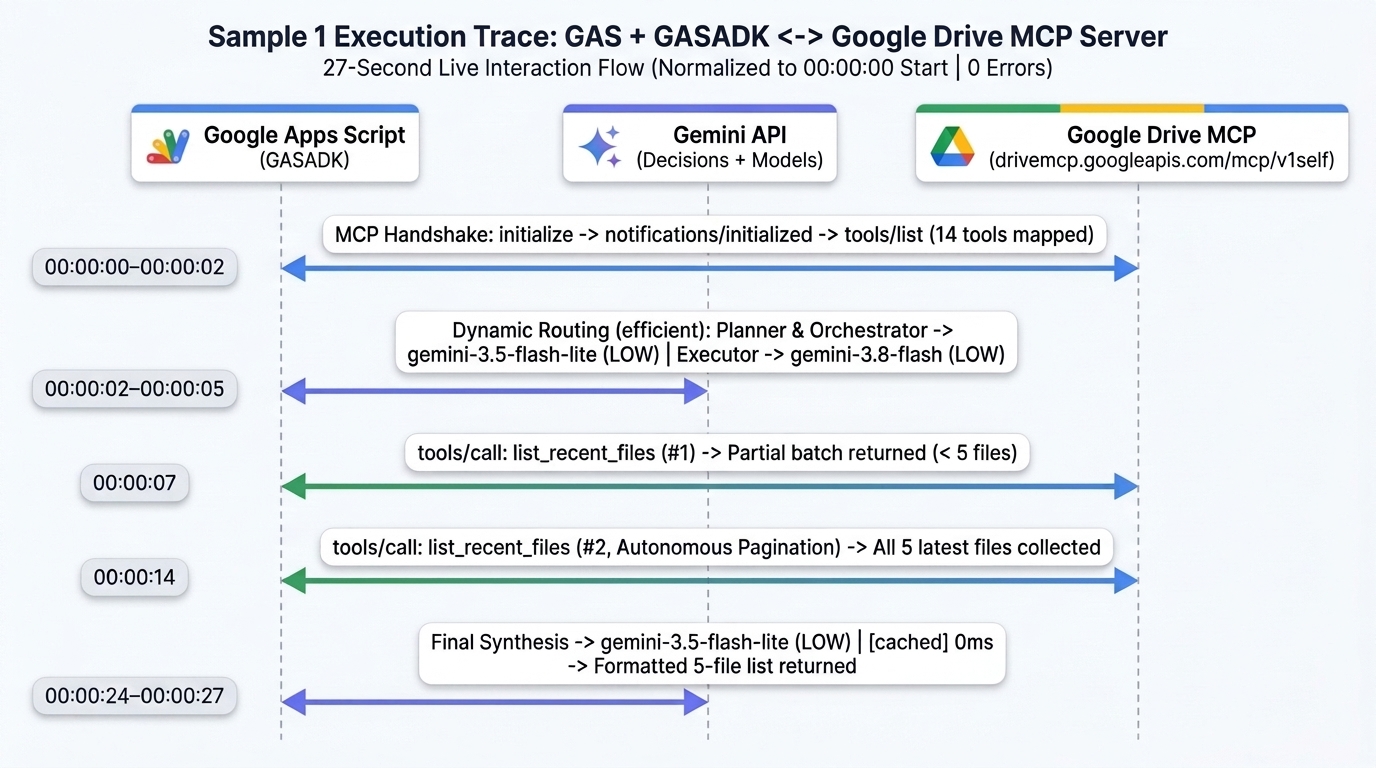 Sample 1 Execution Trace: GAS + GASADK <-> Google Drive MCP Server
27-Second Live Interaction Flow (Normalized to 00:00:00 Start | 0 Errors)
Google Apps Script
(GASADK)
Gemini API
(Decisions + Models)
Google Drive MCP
(drivemcp.googleapis.com/mcp/v1self)
MCP Handshake: initialize -> notifications/initialized -> tools/list (14 tools mapped)
00:00:00–00:00:02
Dynamic Routing (efficient): Planner & Orchestrator ->
gemini-3.5-flash-lite (LOW) | Executor -> gemini-3.8-flash (LOW)
00:00:02–00:00:05
tools/call: list_recent_files (#1) -> Partial batch returned (< 5 files)
00:00:07
tools/call: list_recent_files (#2, Autonomous Pagination) -> All 5 latest files collected
00:00:14
Final Synthesis -> gemini-3.5-flash-lite (LOW) | [cached] 0ms
-> Formatted 5-file list returned
00:00:24–00:00:27